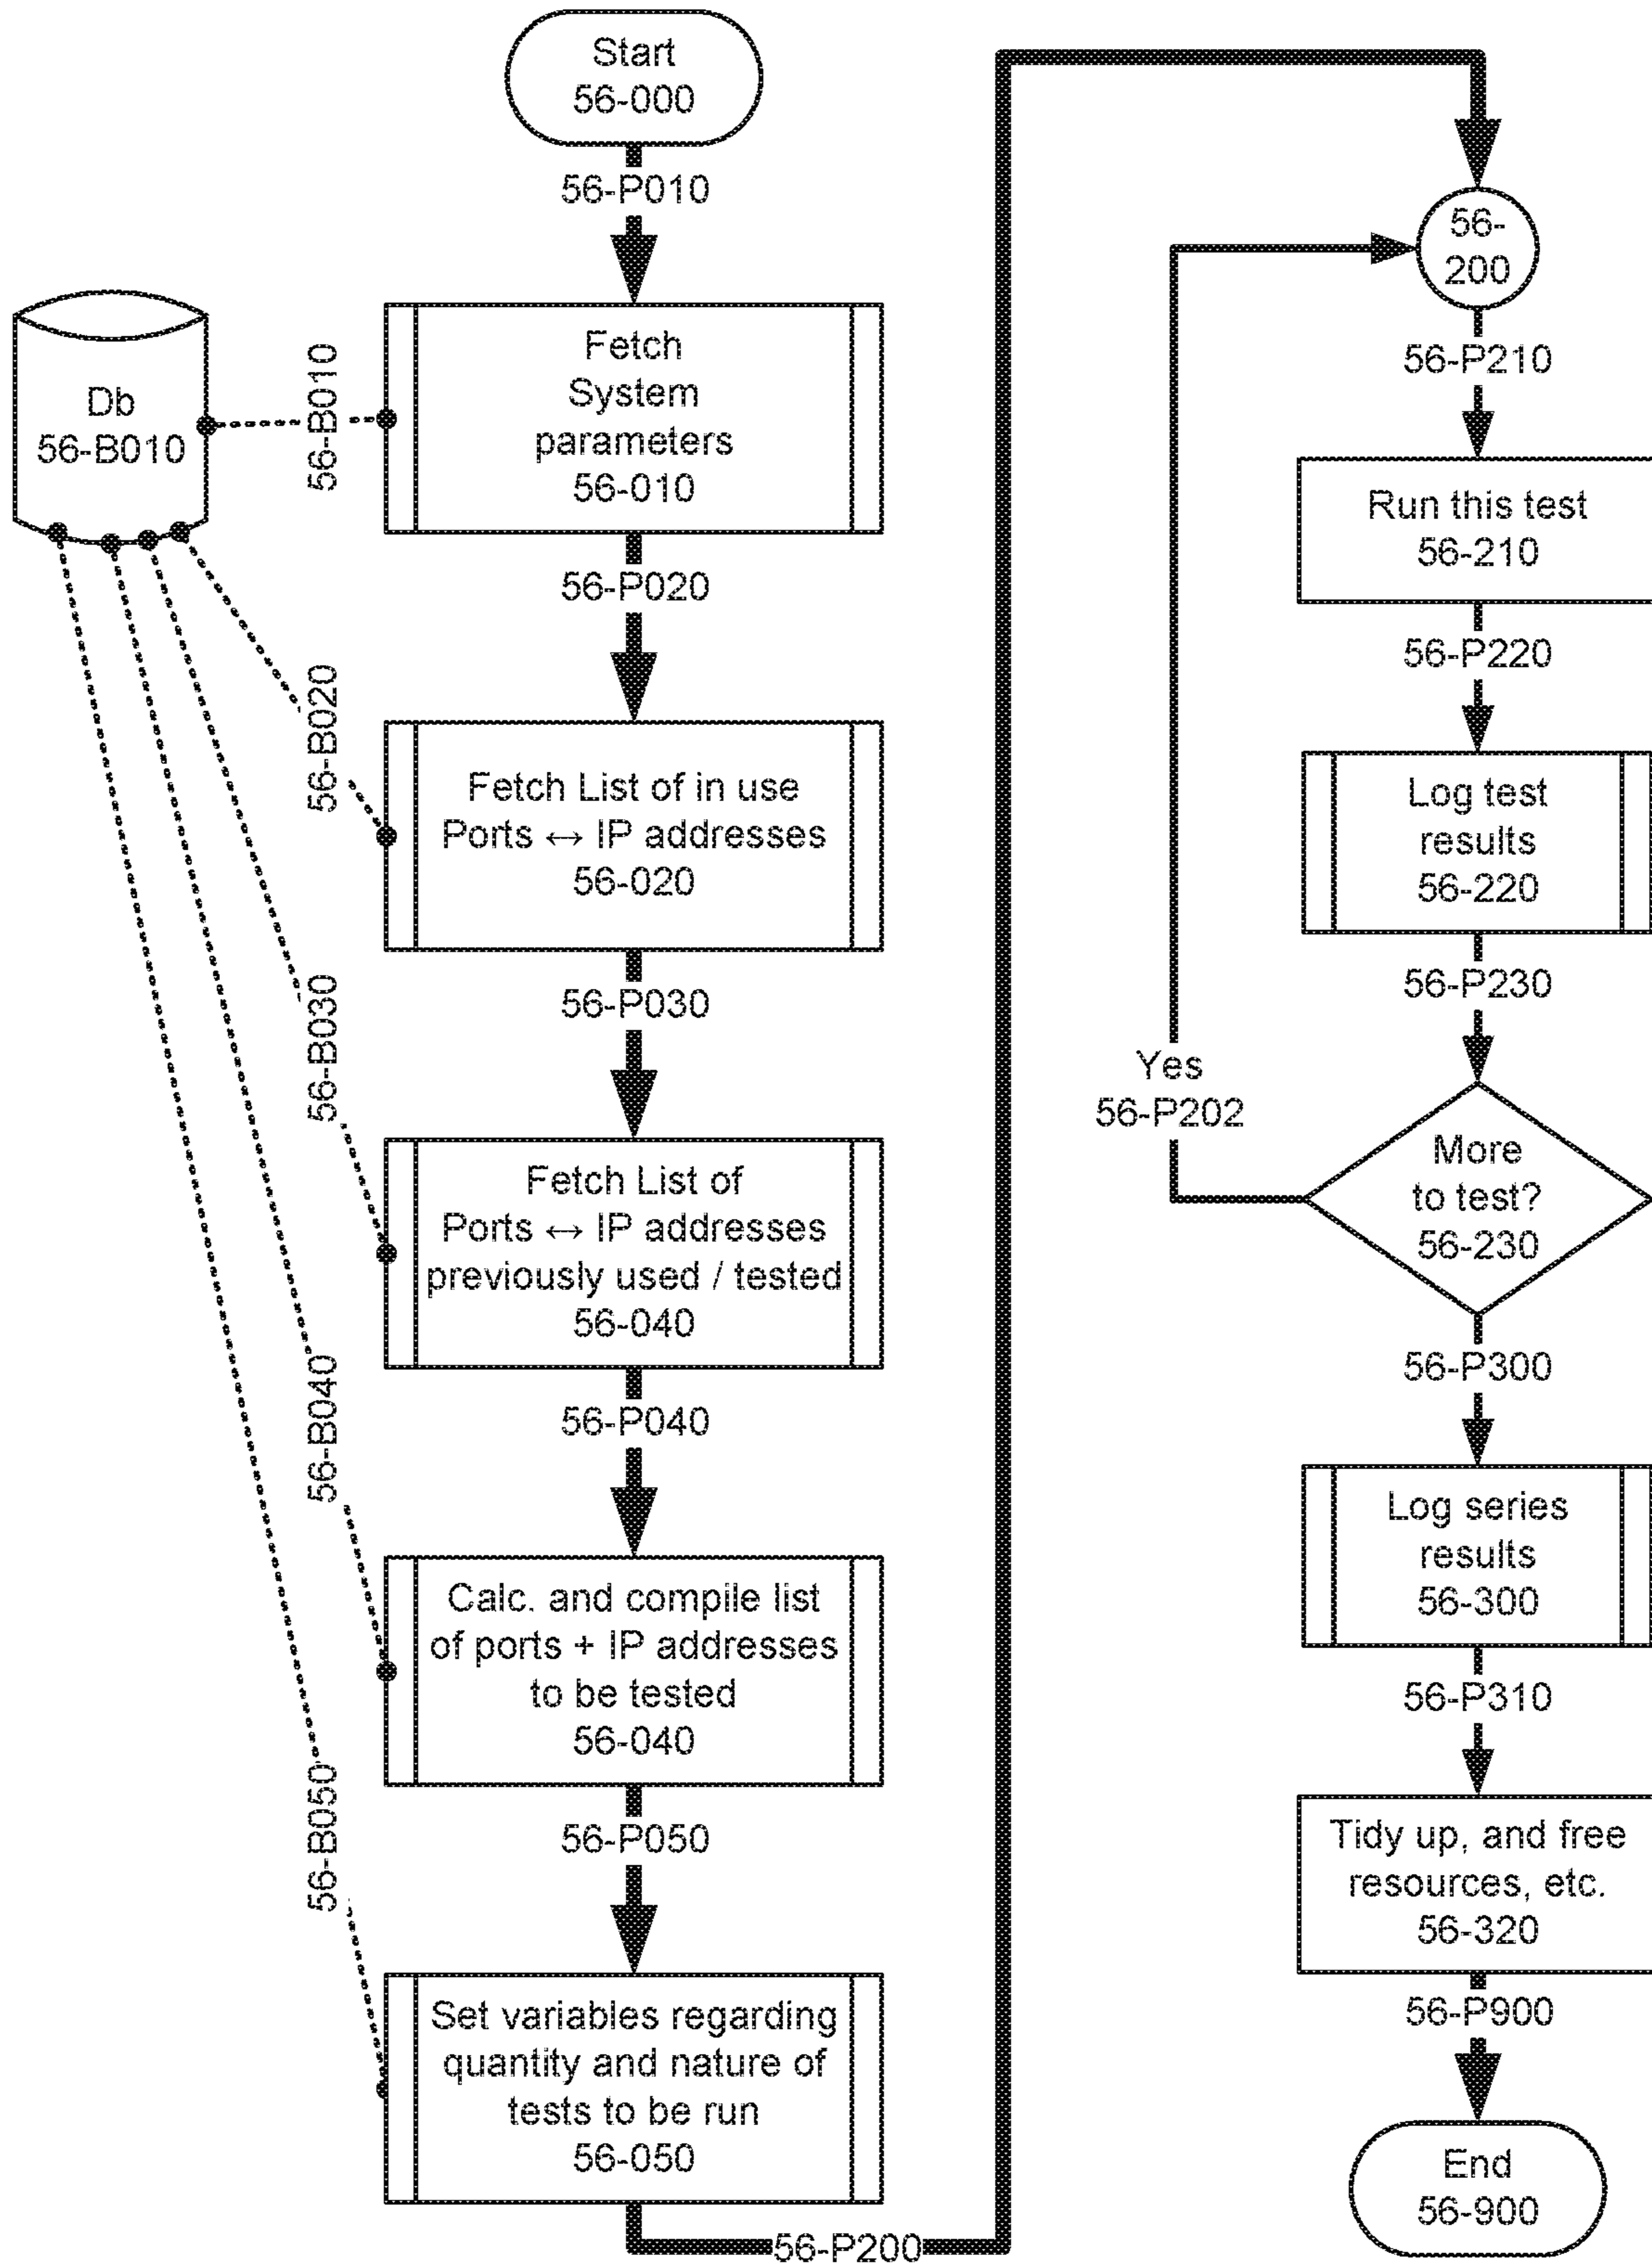 Start
56-000
56-P010
Db
56-B010
56-B010
Fetch
System
parameters
56-010
56-P020
56-B020
Fetch List of in use
Ports ↔ IP addresses
56-020
56-P030
56-B030
Fetch List of
Ports ↔ IP addresses
previously used / tested
56-040
56-P040
56-B040
Calc. and compile list
of ports + IP addresses
to be tested
56-040
56-P050
56-B050
Set variables regarding
quantity and nature of
tests to be run
56-050
56-P200
56-
200
56-P210
Run this test
56-210
56-P220
Log test
results
56-220
56-P230
Yes
56-P202
More
to test?
56-230
56-P300
Log series
results
56-300
56-P310
Tidy up, and free
resources, etc.
56-320
56-P900
End
56-900